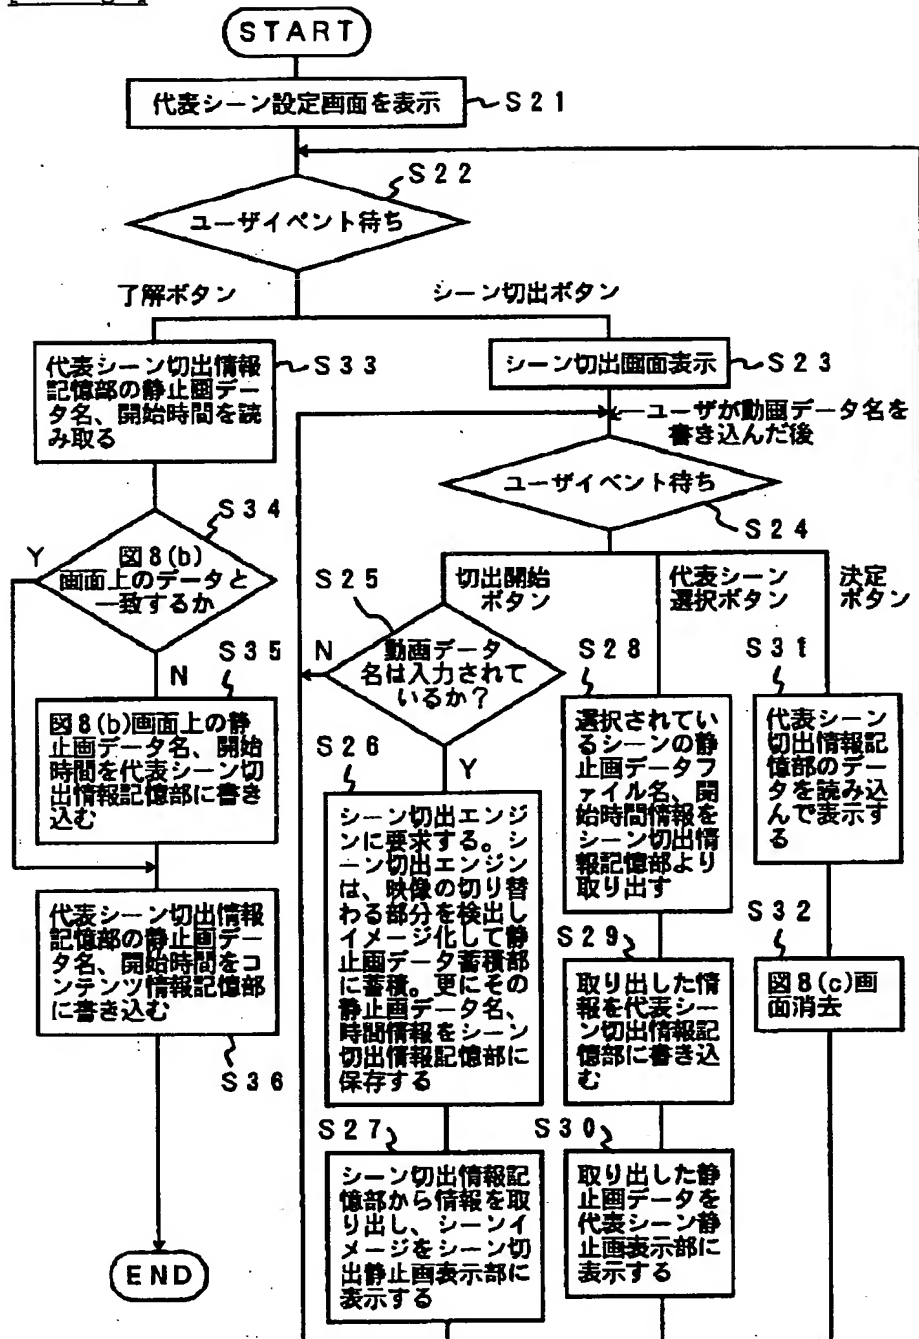 START
代表シーン設定画面を表示
S21
S22
ユーザイベント待ち
了解ボタン
シーン切出ボタン
代表シーン切出情報
記憶部の静止画デー
タ名、開始時間を読
み取る
S33
シーン切出画面表示
S23
ユーザが動画データ名を
書き込んだ後
ユーザイベント待ち
S24
S34
Y
図8(b)
画面上のデータと
一致するか
N
S35
図8(b)画面上の静
止画データ名、開始
時間を代表シーン切
出情報記憶部に書き
込む
代表シーン切出情報
記憶部の静止画デー
タ名、開始時間をコ
ンテンツ情報記憶部
に書き込む
S36
END
切出開始
ボタン
S25
N
動画データ
名は入力されて
いるか？
Y
S26
シーン切出エンジ
ンに要求する。シ
ーン切出エンジン
は、映像の切り替
わる部分を検出し
イメージ化して静
止画データ蓄積部
に蓄積。更にその
静止画データ名、
時間情報をシーン
切出情報記憶部に
保存する
S27
シーン切出情報記
憶部から情報を取
り出し、シーンイ
メージをシーン切
出静止画表示部に
表示する
代表シーン
選択ボタン
S28
選択されてい
るシーンの静
止画データフ
ァイル名、開
始時間情報を
シーン切出情
報記憶部より
取り出す
S29
取り出した情
報を代表シー
ン切出情報記
憶部に書き込
む
S30
取り出した静
止画データを
代表シーン静
止画表示部に
表示する
決定
ボタン
S31
代表シーン
切出情報記
憶部のデー
タを読み込
んで表示す
る
S32
図8(c)画
面消去